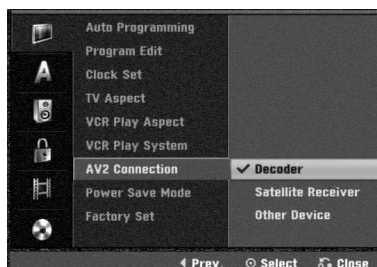 Auto Programming
Program Edit
A
Clock Set
TV Aspect
VCR Play Aspect
VCR Play System
AV2 Connection ✓ Decoder
Power Save Mode Satellite Receiver
Factory Set Other Device
Prev. Select Close